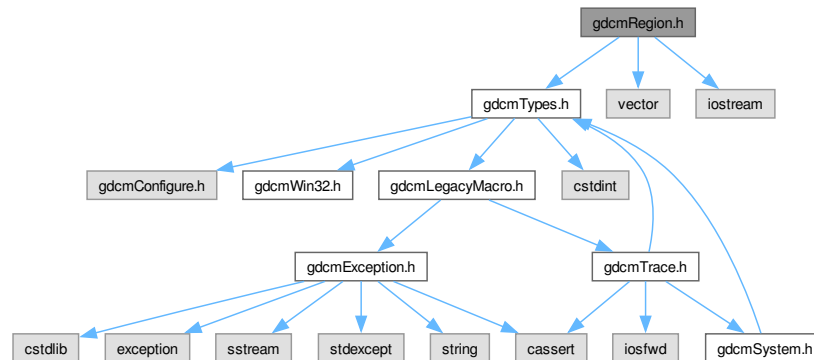 gdcmRegion.h
gdcmTypes.h
vector
iostream
gdcmConfigure.h
gdcmWin32.h
gdcmLegacyMacro.h
cstdint
gdcmException.h
gdcmTrace.h
cstdlib
exception
sstream
stdexcept
string
cassert
iosfwd
gdcmSystem.h